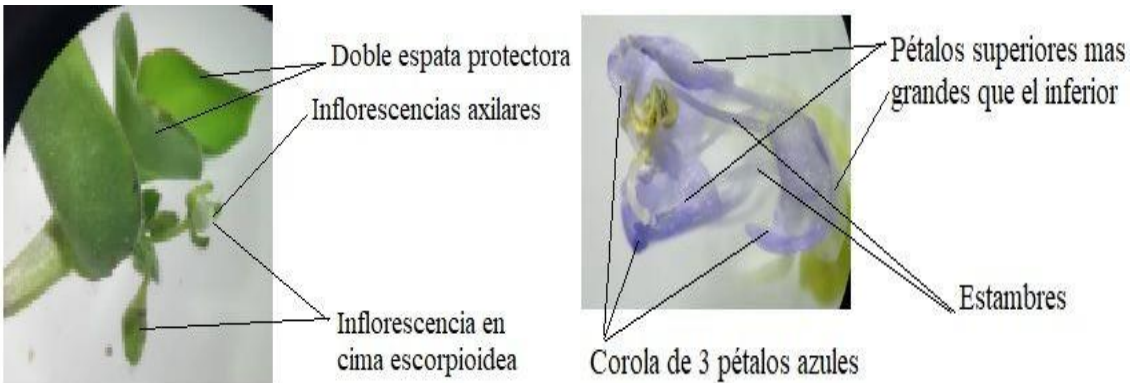 Doble espata protectora
Inflorescencias axilares
Inflorescencia en
cima escorpioidea
Pétalos superiores mas
grandes que el inferior
Estambres
Corola de 3 pétalos azules